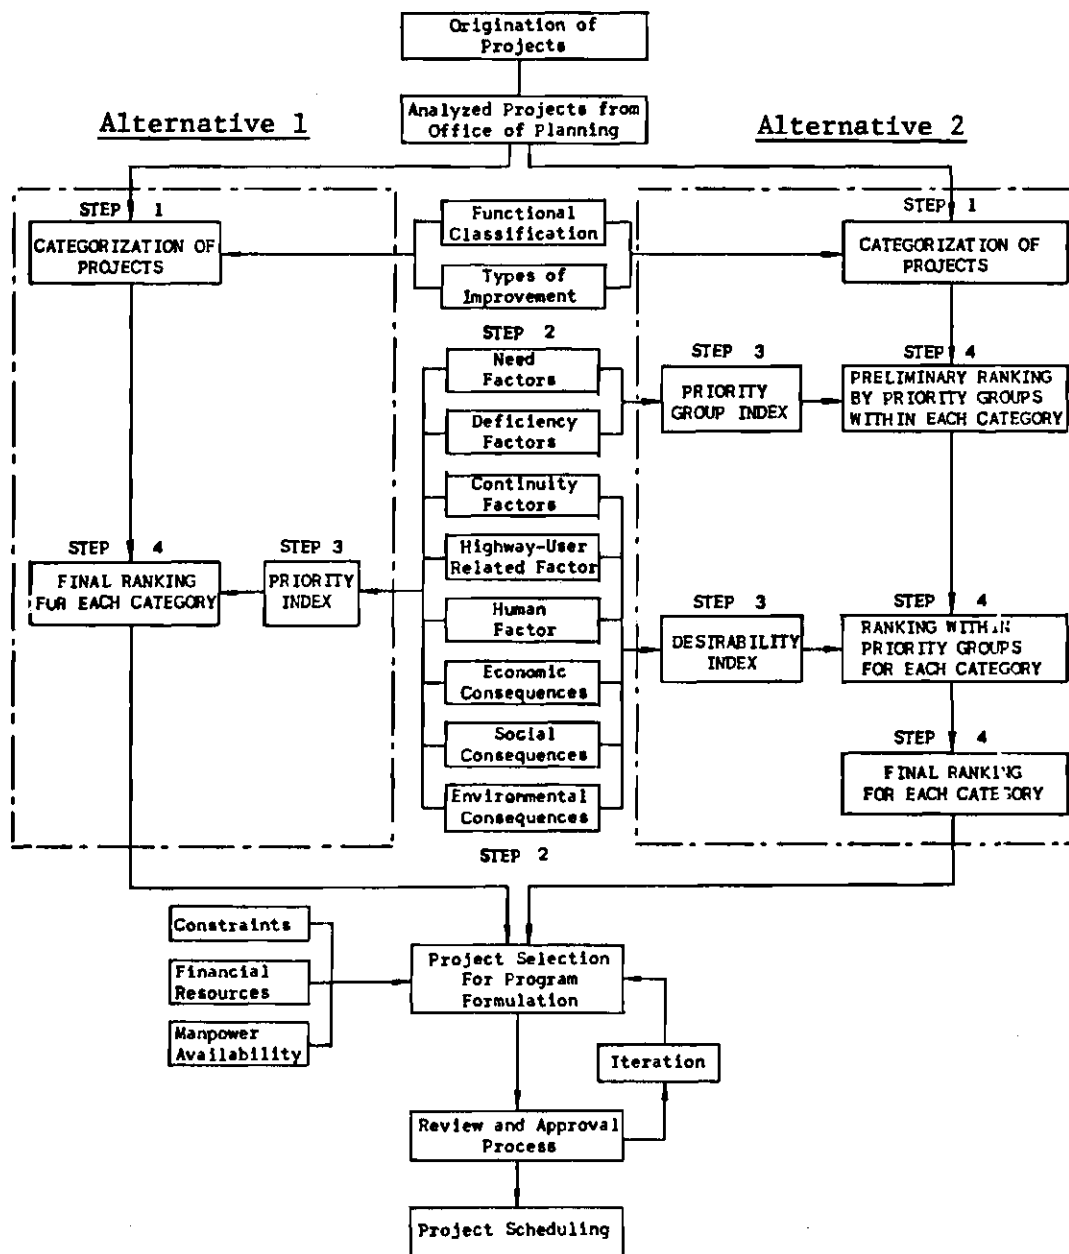 Origination of
Projects
Analyzed Projects from
Office of Planning
Alternative 1
Alternative 2
STEP 1
CATEGORIZATION OF
PROJECTS
Functional
Classification
Types of
Improvement
STEP 1
CATEGORIZATION OF
PROJECTS
STEP 2
Need
Factors
Deficiency
Factors
Continuity
Factors
Highway-User
Related Factor
Human
Factor
Economic
Consequences
Social
Consequences
Environmental
Consequences
STEP 2
STEP 3
PRIORITY
GROUP INDEX
STEP 4
PRELIMINARY RANKING
BY PRIORITY GROUPS
WITHIN EACH CATEGORY
STEP 4
FINAL RANKING
FUR EACH CATEGORY
STEP 3
PRIORITY
INDEX
STEP 3
DESTRABILITY
INDEX
STEP 4
RANKING WITHIN
PRIORITY GROUPS
FOR EACH CATEGORY
STEP 4
FINAL RANKING
FOR EACH CATEGORY
Constraints
Financial
Resources
Manpower
Availability
Project Selection
For Program
Formulation
Iteration
Review and Approval
Process
Project Scheduling